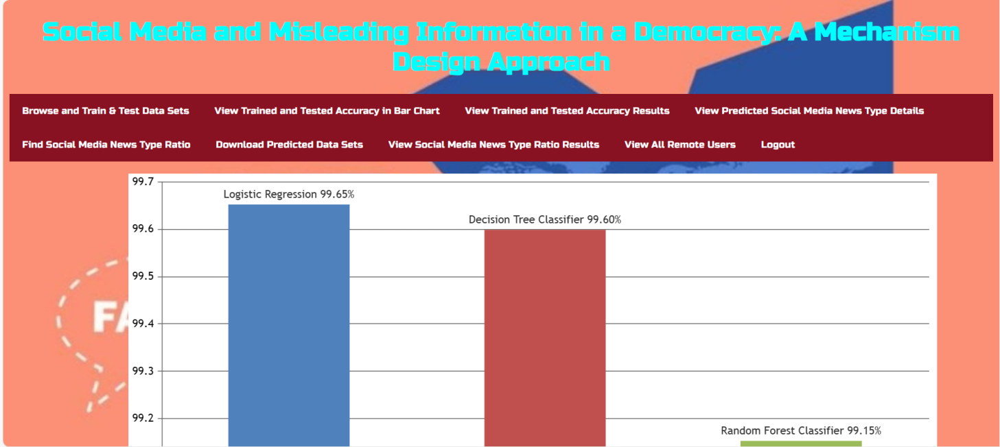 Social Media and Misleading Information in a Democracy: A Mechanism
Design Approach
Browse and Train & Test Data Sets View Trained and Tested Accuracy in Bar Chart View Trained and Tested Accuracy Results View Predicted Social Media News Type Details
Find Social Media News Type Ratio Download Predicted Data Sets View Social Media News Type Ratio Results View All Remote Users Logout
99.7
Logistic Regression 99.65%
Decision Tree Classifier 99.60%
99.6
99.5
FA
99.4
99.3
99.2
Random Forest Classifier 99.15%